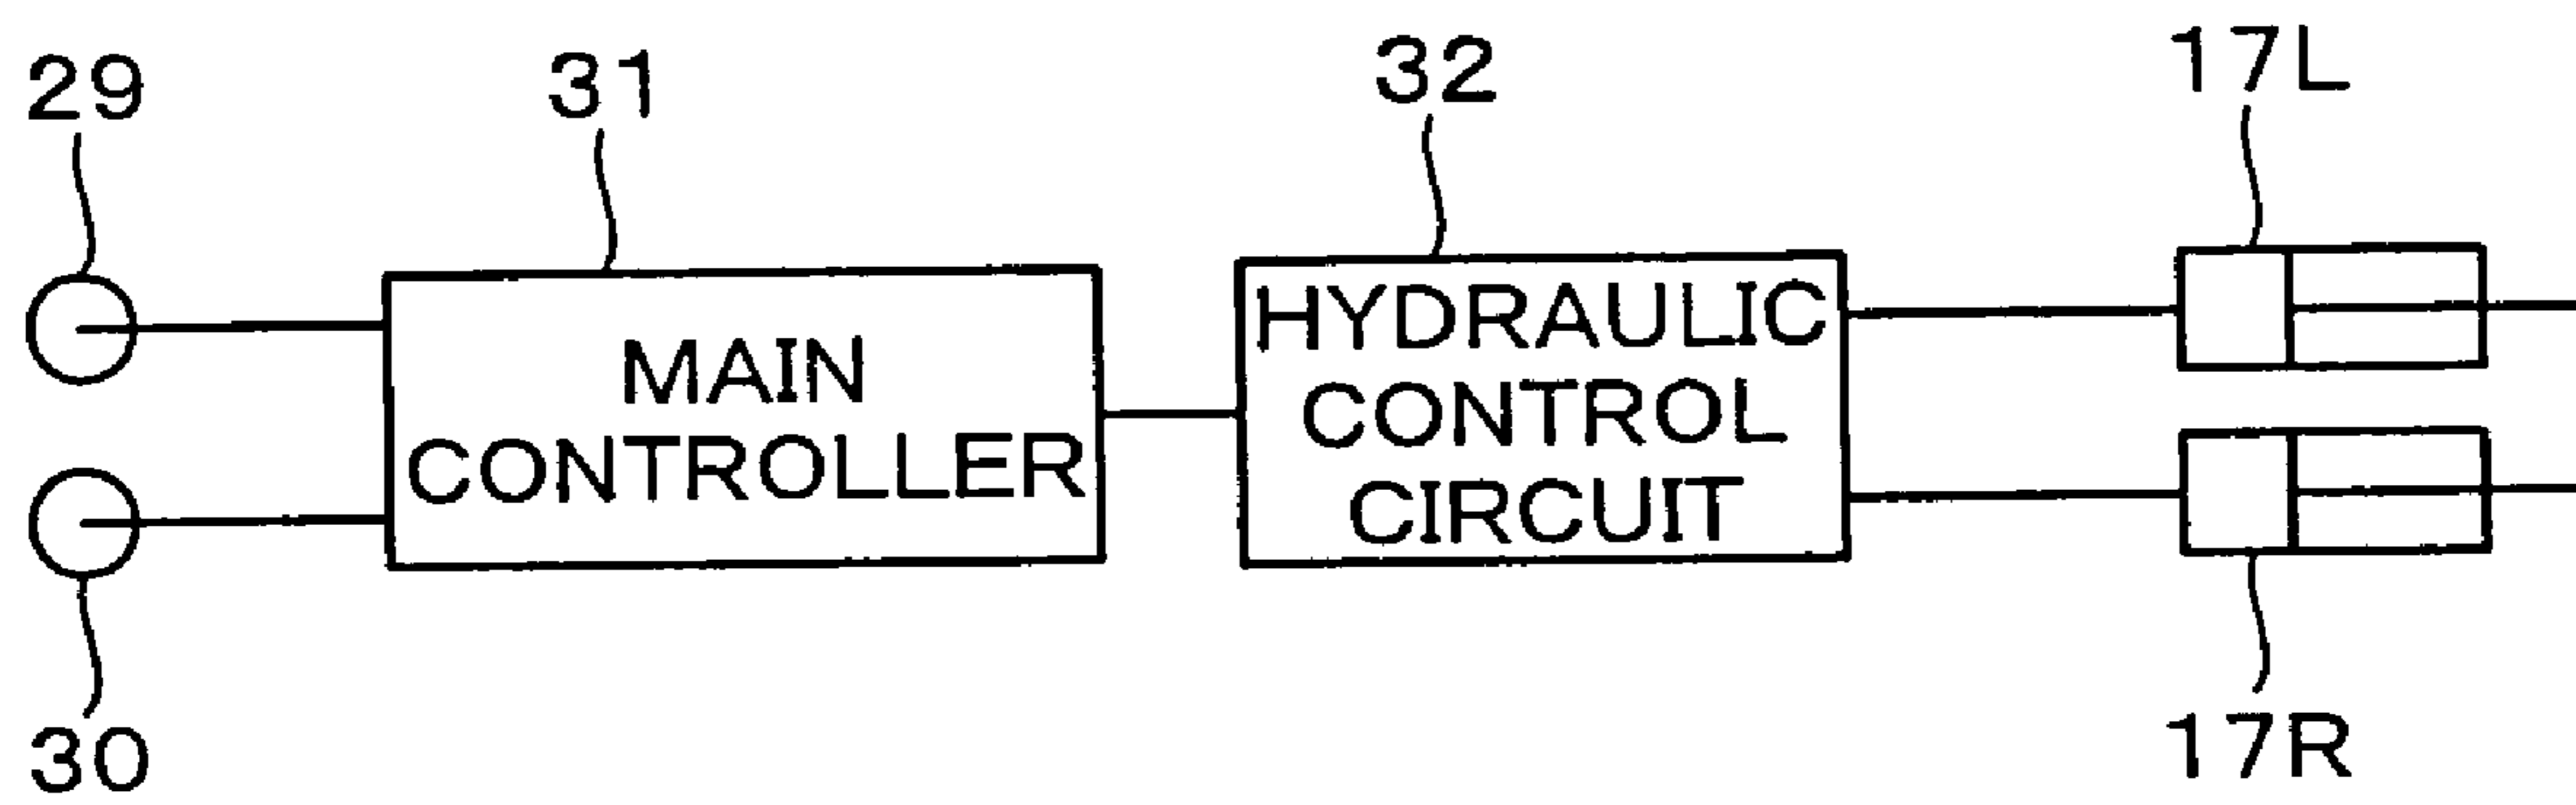 29
31
32
17L
MAIN
CONTROLLER
HYDRAULIC
CONTROL
CIRCUIT
30
17R